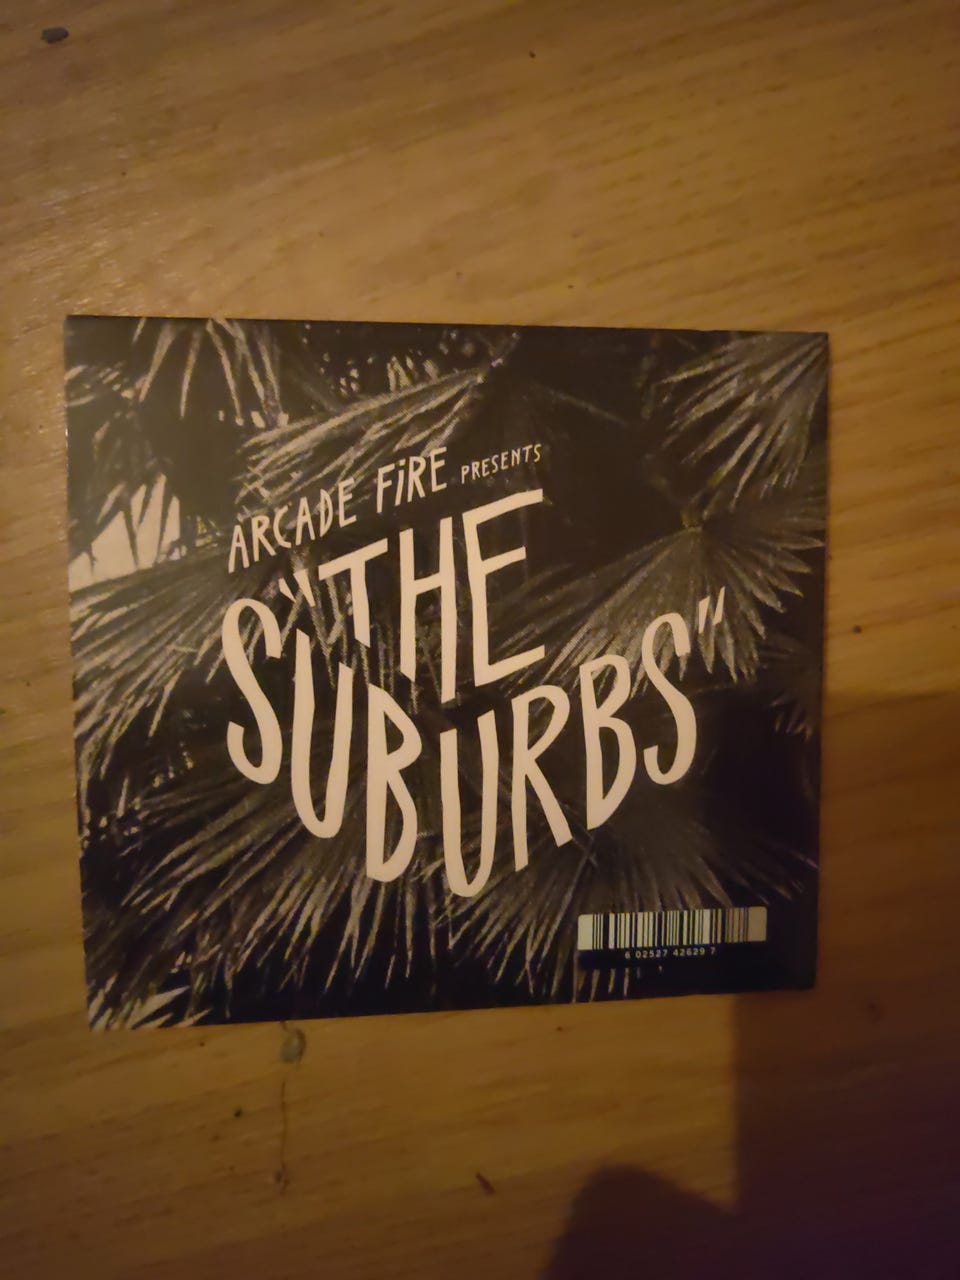 ARCADE FiRE PRESENTS
"THE
SUBURBS"
6 02527 42629 7